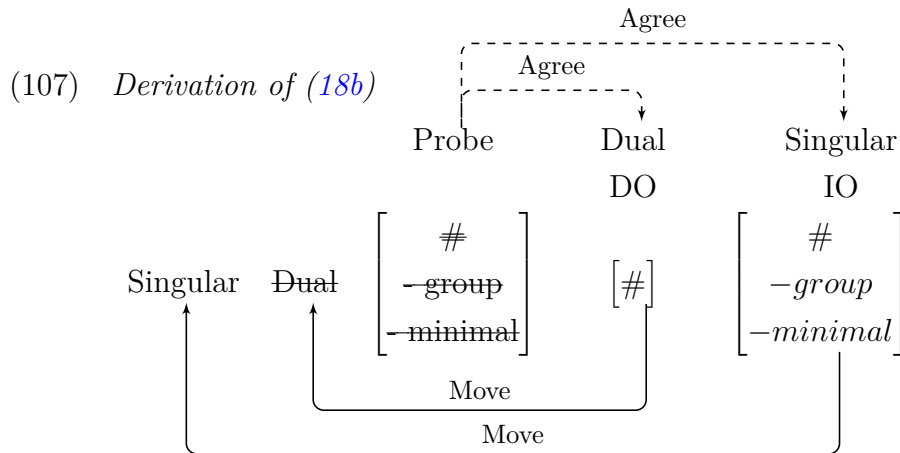 Agree
(107) Derivation of (18b)
Agree
Probe Dual Singular
DO IO
# #
Singular Dual - group [#] −group
- minimal −minimal
Move
Move